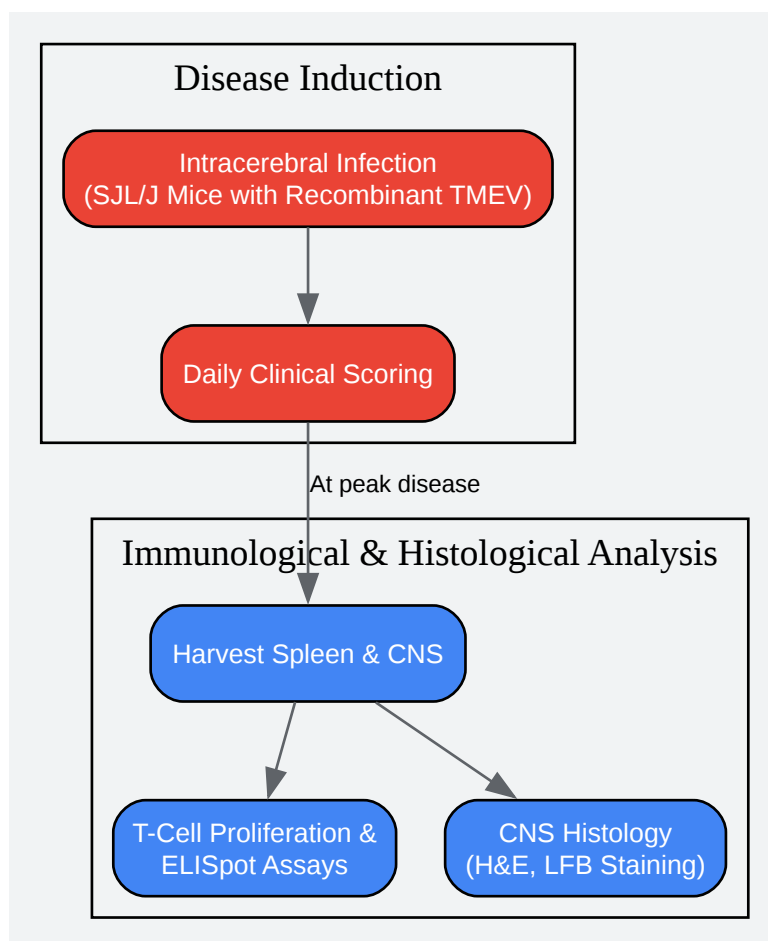 Disease Induction
Intracerebral Infection
(SJL/J Mice with Recombinant TMEV)
Daily Clinical Scoring
At peak disease
Immunological & Histological Analysis
Harvest Spleen & CNS
T-Cell Proliferation &
ELISpot Assays
CNS Histology
(H&E, LFB Staining)